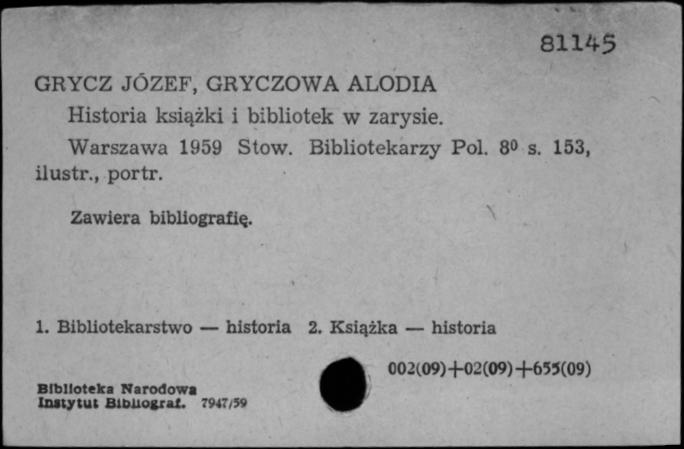 81145
GRYCZ JÓZEF, GRYCZOWA ALODIA
Historia książki i bibliotek w zarysie.
Warszawa 1959 Stow. Bibliotekarzy Pol. 8⁰ s. 153,
ilustr., portr.
Zawiera bibliografię.
1. Bibliotekarstwo — historia 2. Książka — historia
002(09)+02(09)+655(09)
Biblioteka Narodowa
Instytut Bibliograf. 7947/59